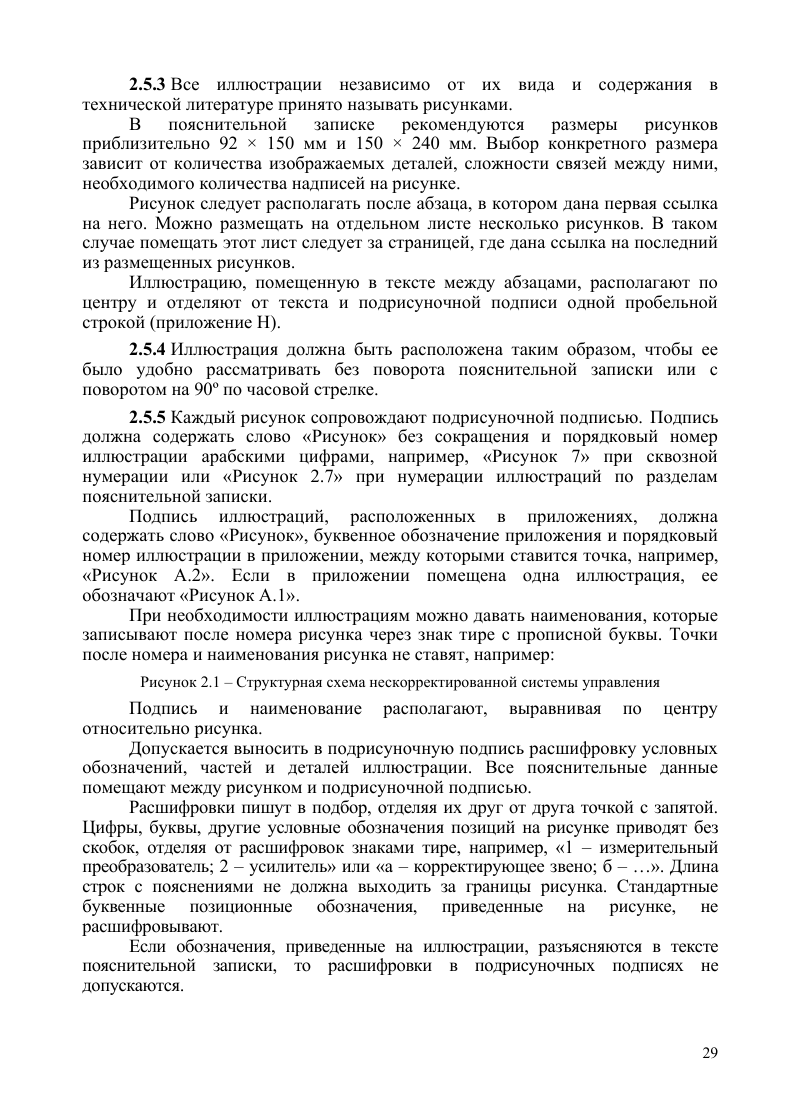 2.5.3 Все иллюстрации независимо от их вида и содержания в
технической литературе принято называть рисунками.
В пояснительной записке рекомендуются размеры рисунков
приблизительно 92 × 150 мм и 150 × 240 мм. Выбор конкретного размера
зависит от количества изображаемых деталей, сложности связей между ними,
необходимого количества надписей на рисунке.
Рисунок следует располагать после абзаца, в котором дана первая ссылка
на него. Можно размещать на отдельном листе несколько рисунков. В таком
случае помещать этот лист следует за страницей, где дана ссылка на последний
из размещенных рисунков.
Иллюстрацию, помещенную в тексте между абзацами, располагают по
центру и отделяют от текста и подрисуночной подписи одной пробельной
строкой (приложение Н).
2.5.4 Иллюстрация должна быть расположена таким образом, чтобы ее
было удобно рассматривать без поворота пояснительной записки или с
поворотом на 90º по часовой стрелке.
2.5.5 Каждый рисунок сопровождают подрисуночной подписью. Подпись
должна содержать слово «Рисунок» без сокращения и порядковый номер
иллюстрации арабскими цифрами, например, «Рисунок 7» при сквозной
нумерации или «Рисунок 2.7» при нумерации иллюстраций по разделам
пояснительной записки.
Подпись иллюстраций, расположенных в приложениях, должна
содержать слово «Рисунок», буквенное обозначение приложения и порядковый
номер иллюстрации в приложении, между которыми ставится точка, например,
«Рисунок А.2». Если в приложении помещена одна иллюстрация, ее
обозначают «Рисунок А.1».
При необходимости иллюстрациям можно давать наименования, которые
записывают после номера рисунка через знак тире с прописной буквы. Точки
после номера и наименования рисунка не ставят, например:
Рисунок 2.1 – Структурная схема нескорректированной системы управления
Подпись и наименование располагают, выравнивая по центру
относительно рисунка.
Допускается выносить в подрисуночную подпись расшифровку условных
обозначений, частей и деталей иллюстрации. Все пояснительные данные
помещают между рисунком и подрисуночной подписью.
Расшифровки пишут в подбор, отделяя их друг от друга точкой с запятой.
Цифры, буквы, другие условные обозначения позиций на рисунке приводят без
скобок, отделяя от расшифровок знаками тире, например, «1 – измерительный
преобразователь; 2 – усилитель» или «а – корректирующее звено; б – …». Длина
строк с пояснениями не должна выходить за границы рисунка. Стандартные
буквенные позиционные обозначения, приведенные на рисунке, не
расшифровывают.
Если обозначения, приведенные на иллюстрации, разъясняются в тексте
пояснительной записки, то расшифровки в подрисуночных подписях не
допускаются.
29